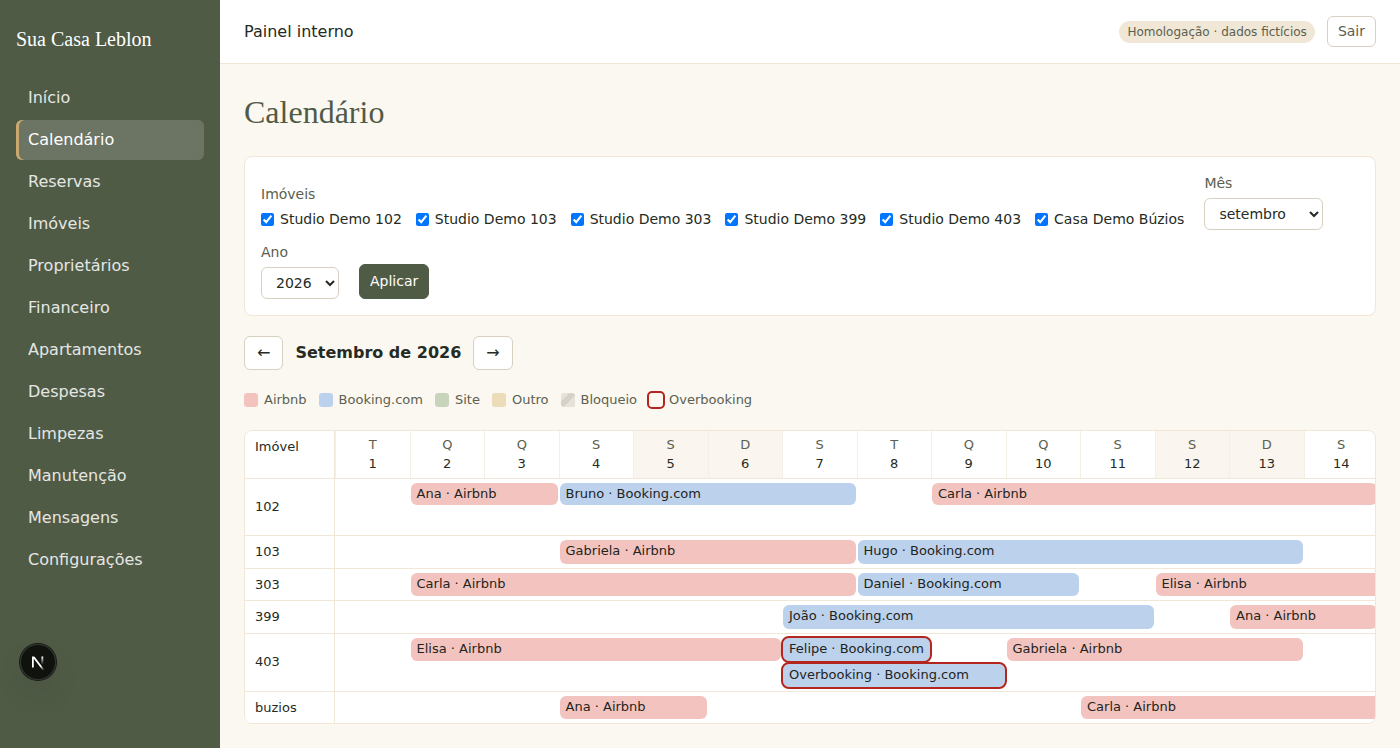 Sua Casa Leblon
Painel interno
Homologação · dados fictícios
Sair
Início
Calendário
Reservas
Imóveis
Proprietários
Financeiro
Apartamentos
Despesas
Limpezas
Manutenção
Mensagens
Configurações
N
Calendário
Imóveis
Studio Demo 102 Studio Demo 103 Studio Demo 303 Studio Demo 399 Studio Demo 403 Casa Demo Búzios
Mês
setembro
Ano
2026
Aplicar
← Setembro de 2026 →
Airbnb Booking.com Site Outro Bloqueio Overbooking
Imóvel T Q Q S S D S T Q Q S S D S
1 2 3 4 5 6 7 8 9 10 11 12 13 14
102 Ana · Airbnb Bruno · Booking.com Carla · Airbnb
103 Gabriela · Airbnb Hugo · Booking.com
303 Carla · Airbnb Daniel · Booking.com Elisa · Airbnb
399 João · Booking.com Ana · Airbnb
403 Elisa · Airbnb Felipe · Booking.com Gabriela · Airbnb
Overbooking · Booking.com
buzios Ana · Airbnb Carla · Airbnb